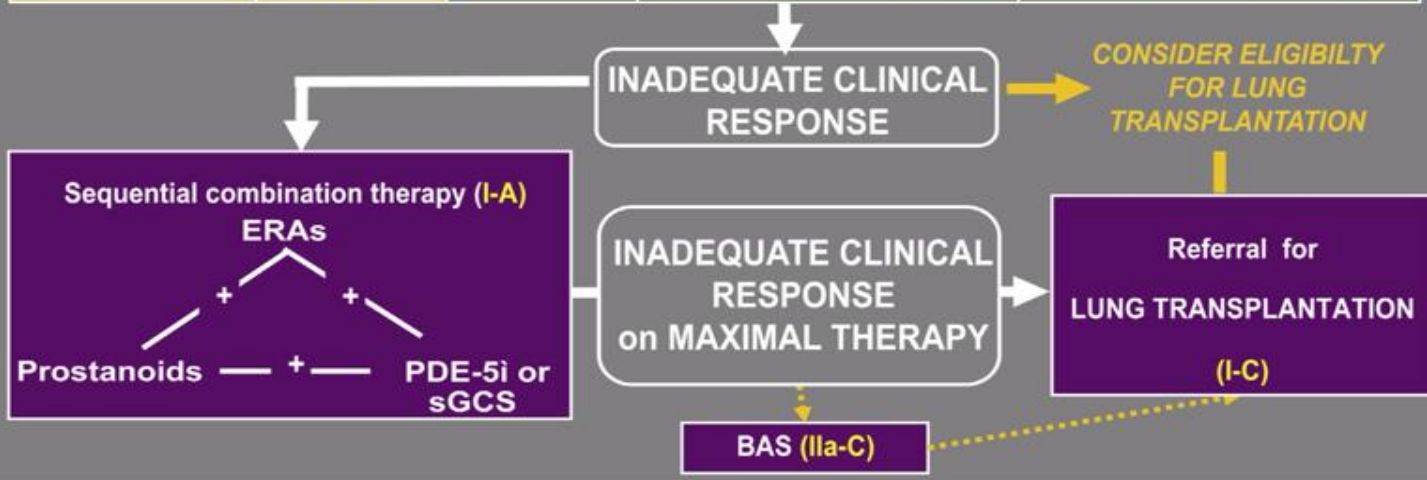 INADEQUATE CLINICAL
RESPONSE
CONSIDER ELIGIBILTY
FOR LUNG
TRANSPLANTATION
Sequential combination therapy (I-A)
ERAs
+ +
Prostanoids + PDE-5ì or
sGCS
INADEQUATE CLINICAL
RESPONSE
on MAXIMAL THERAPY
Referral for
LUNG TRANSPLANTATION
(I-C)
BAS (IIa-C)